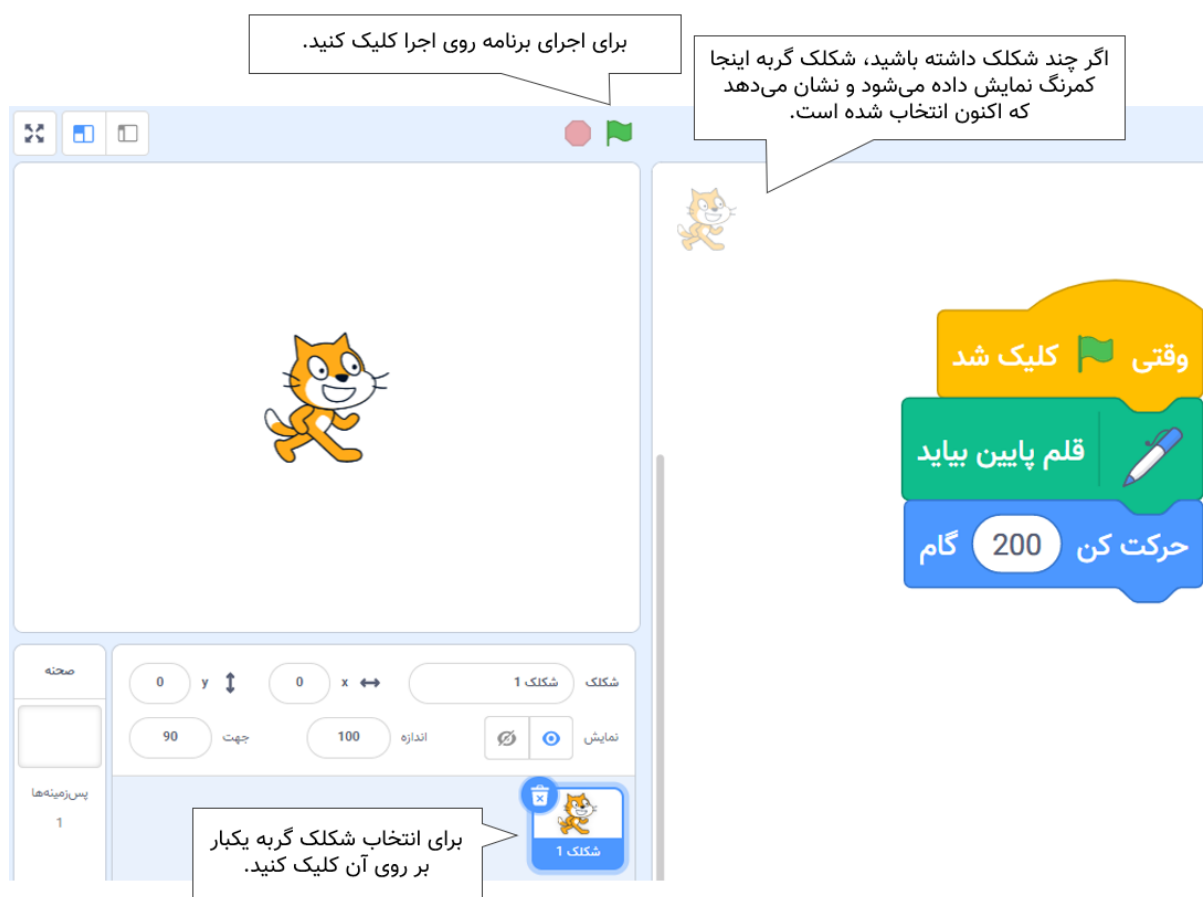 برای اجرای برنامه روی اجرا کلیک کنید.
اگر چند شکلک داشته باشید، شکلک گربه اینجا
کمرنگ نمایش داده می‌شود و نشان می‌دهد
که اکنون انتخاب شده است.
وقتی کلیک شد
قلم پایین بیاید
حرکت کن 200 گام
شکلک شکلک 1 x 0 y 0
نمایش اندازه 100 جهت 90
شکلک 1
برای انتخاب شکلک گربه یکبار
بر روی آن کلیک کنید.
صحنه
پس‌زمینه‌ها
1